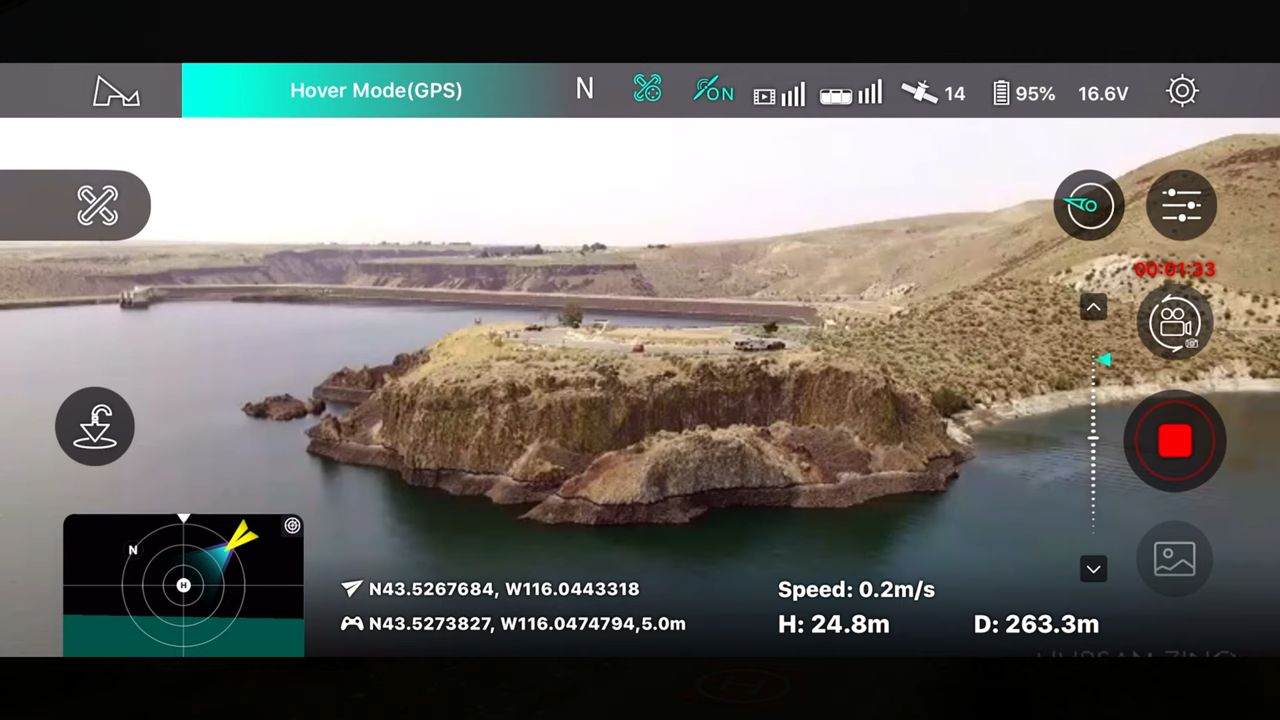 Hover Mode(GPS)
N
ON
14
95%
16.6V
00:01:33
N
H
N43.5267684, W116.0443318
N43.5273827, W116.0474794,5.0m
Speed: 0.2m/s
H: 24.8m
D: 263.3m